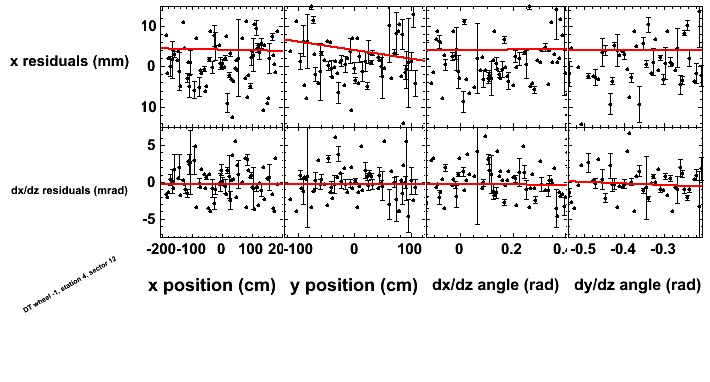 10
x residuals (mm)
0
10
5
dx/dz residuals (mrad)
0
-5
-200 -100 0 100 20 -100 0 100 0 0.2 0. -0.5 -0.4 -0.3
x position (cm) y position (cm) dx/dz angle (rad) dy/dz angle (rad)
DT wheel -1, station 4, sector 12